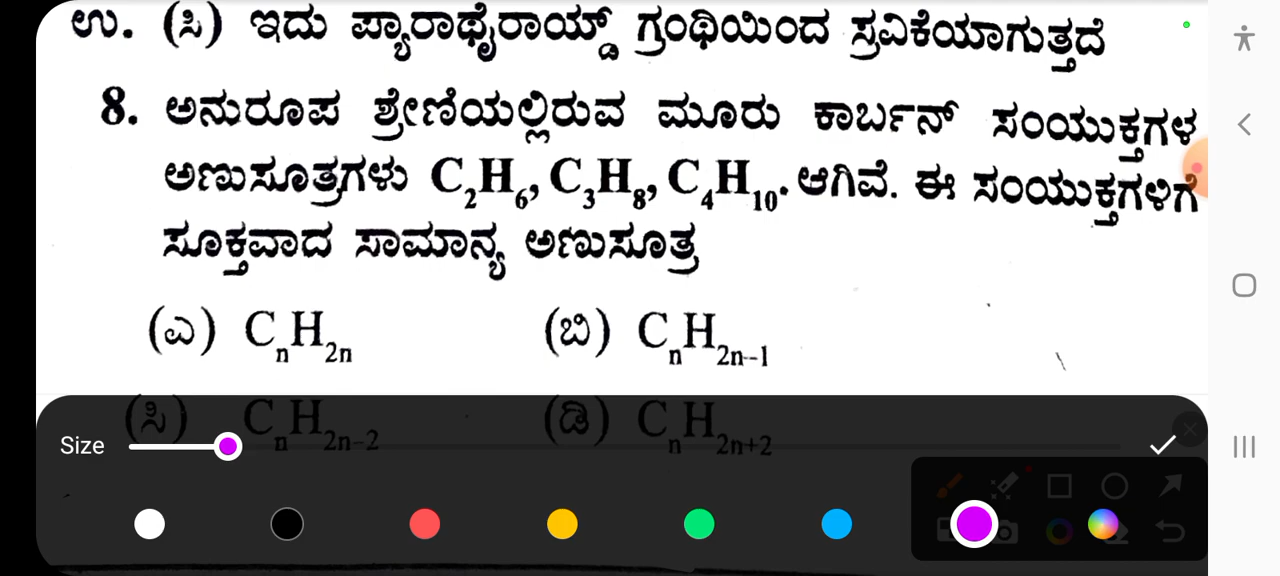 ಉ. (ಸಿ) ಇದು ಪ್ಯಾರಾಥೈರಾಯ್ಡ್ ಗ್ರಂಥಿಯಿಂದ ಸ್ರವಿಕೆಯಾಗುತ್ತದೆ
8. ಅನುರೂಪ ಶ್ರೇಣಿಯಲ್ಲಿರುವ ಮೂರು ಕಾರ್ಬನ್ ಸಂಯುಕ್ತಗಳ
ಅಣುಸೂತ್ರಗಳು C₂H₆, C₃H₈, C₄H₁₀. ಆಗಿವೆ. ಈ ಸಂಯುಕ್ತಗಳಿಗೆ
ಸೂಕ್ತವಾದ ಸಾಮಾನ್ಯ ಅಣುಸೂತ್ರ
(ಎ) CₙH₂ₙ (ಬಿ) CₙH₂ₙ₋₁
(ಸಿ) CₙH₂ₙ₋₂ (ಡಿ) CₙH₂ₙ₊₂
Size